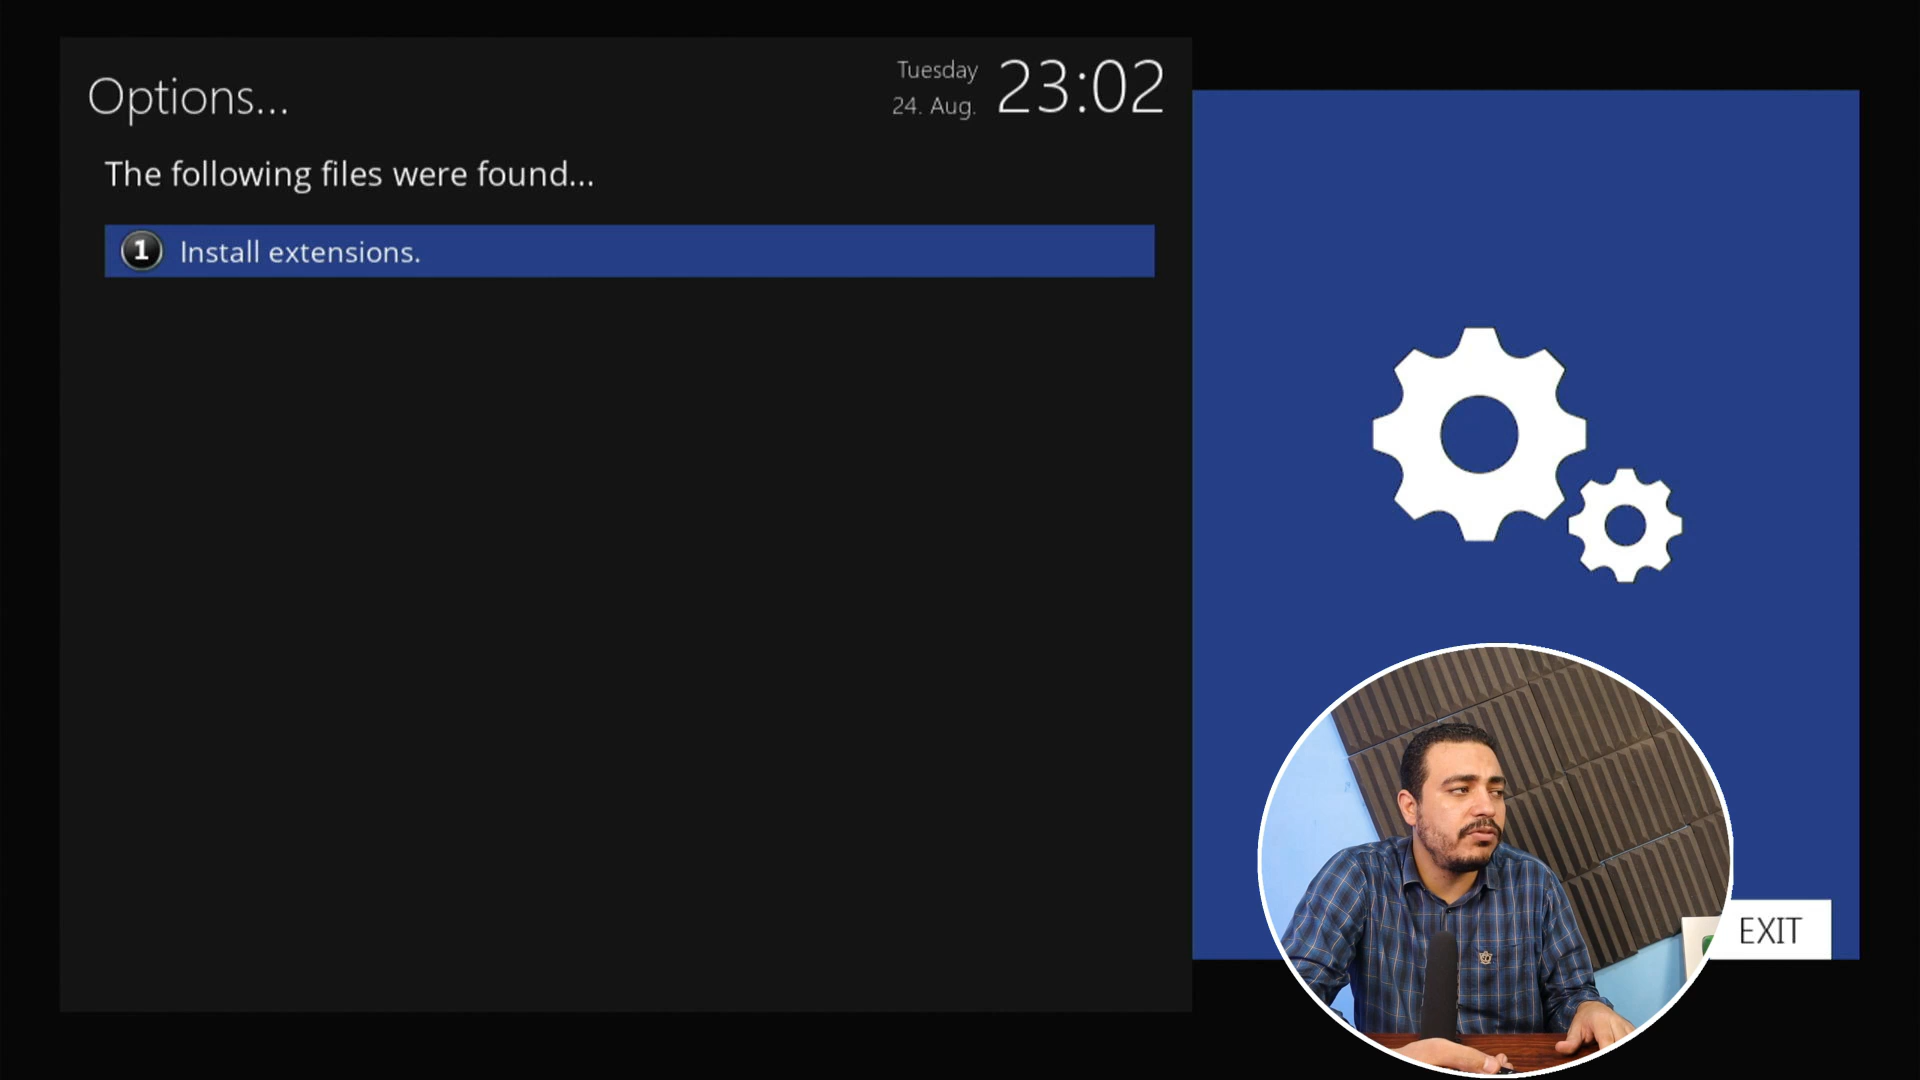 Options...
Tuesday
24. Aug.
23:02
The following files were found...
1 Install extensions.
EXIT